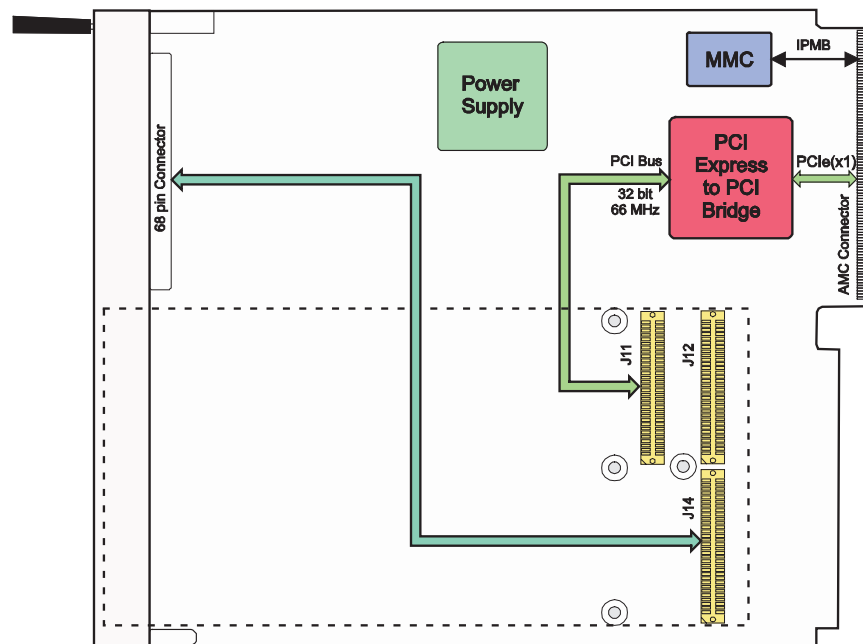 MMC
IPMB
Power
Supply
PCI
Express
to PCI
Bridge
PCI Bus
32 bit
66 MHz
PCIe(x1)
AMC Connector
68 pin Connector
J11
J12
J14